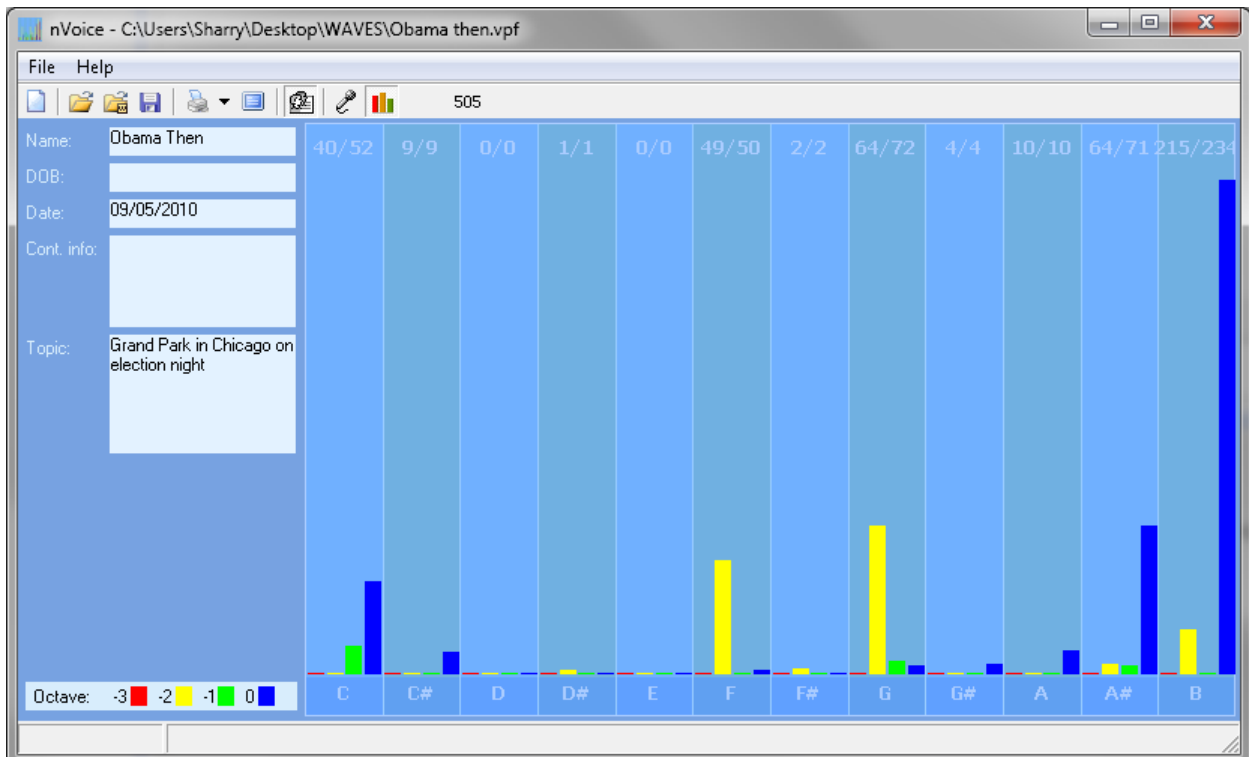 nVoice - C:\Users\Sharry\Desktop\WAVES\Obama then.vpf
File Help
505
Name: Obama Then
DOB:
Date: 09/05/2010
Cont. info:
Topic: Grand Park in Chicago on
election night
40/52 9/9 0/0 1/1 0/0 49/50 2/2 64/72 4/4 10/10 64/71 215/234
C C# D D# E F F# G G# A A# B
Octave: -3 -2 -1 0